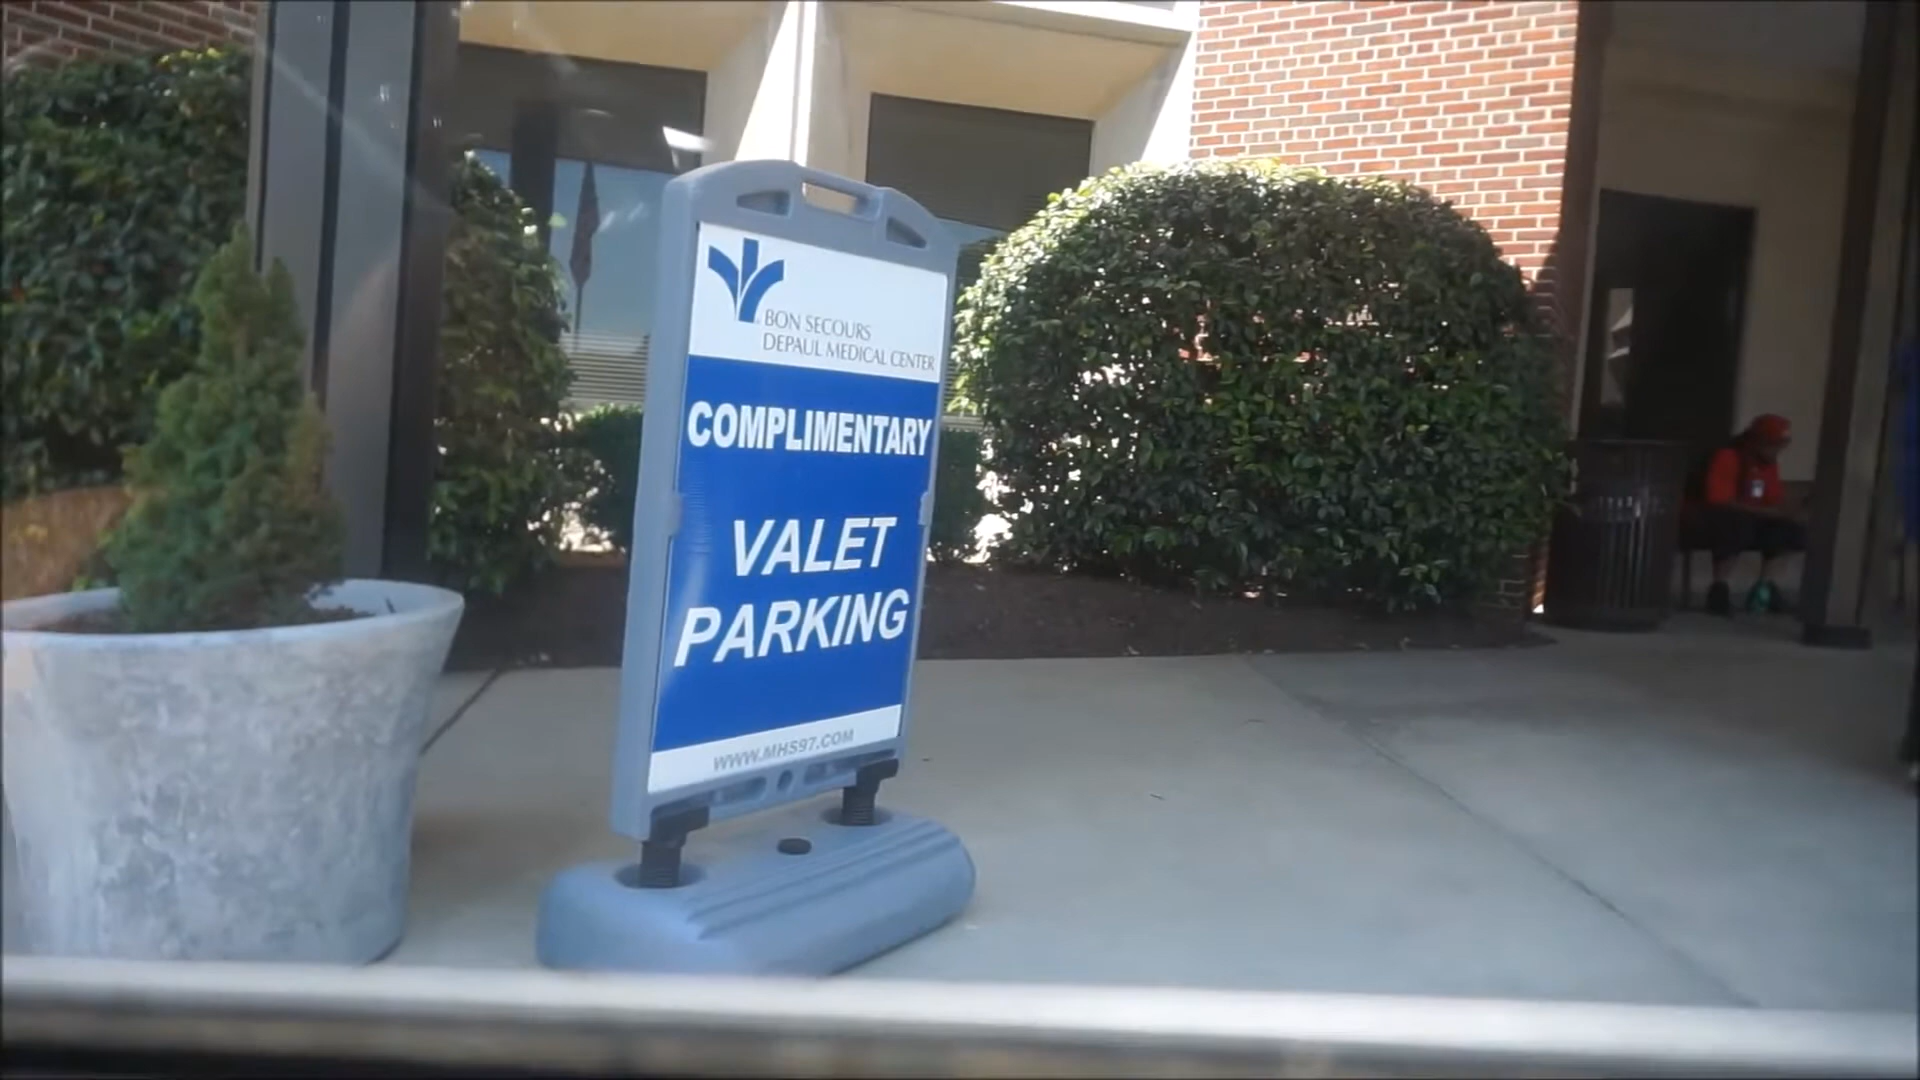 BON SECOURS
DEPAUL MEDICAL CENTER
COMPLIMENTARY
VALET
PARKING
WWW.MHS97.COM